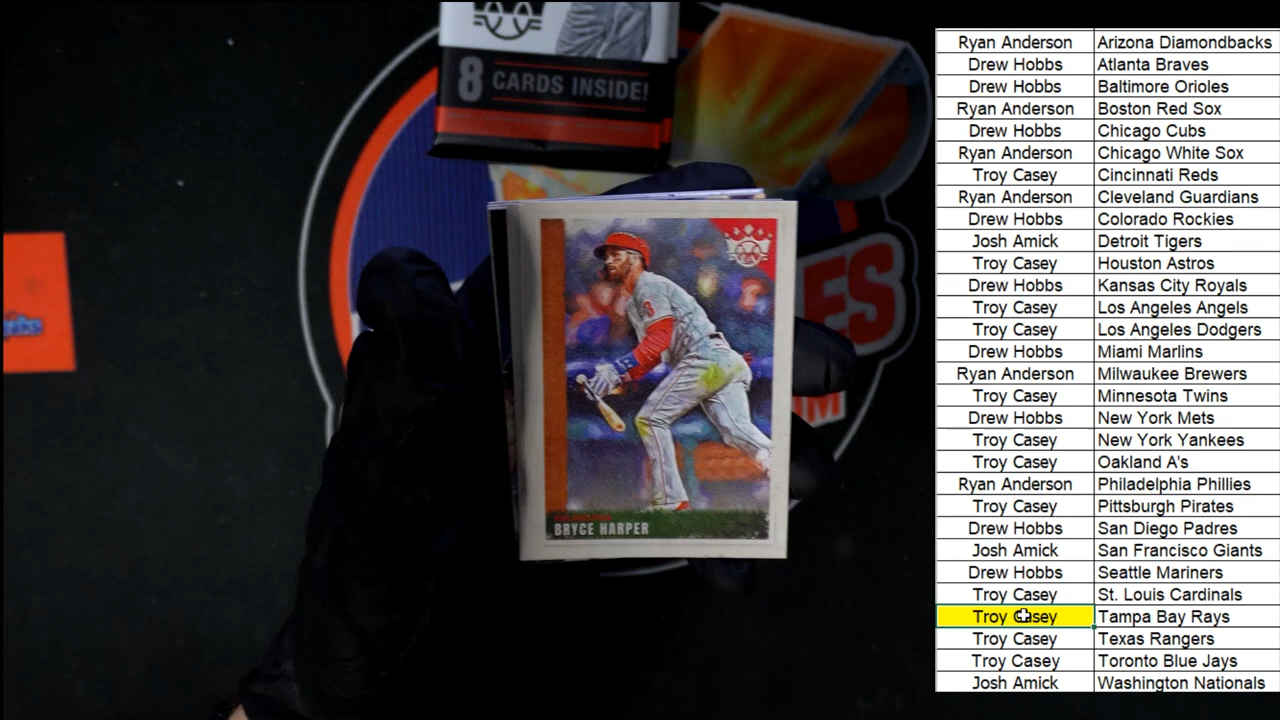 8 CARDS INSIDE!
ES
BRYCE HARPER
Ryan Anderson Arizona Diamondbacks
Drew Hobbs Atlanta Braves
Drew Hobbs Baltimore Orioles
Ryan Anderson Boston Red Sox
Drew Hobbs Chicago Cubs
Ryan Anderson Chicago White Sox
Troy Casey Cincinnati Reds
Ryan Anderson Cleveland Guardians
Drew Hobbs Colorado Rockies
Josh Amick Detroit Tigers
Troy Casey Houston Astros
Drew Hobbs Kansas City Royals
Troy Casey Los Angeles Angels
Troy Casey Los Angeles Dodgers
Drew Hobbs Miami Marlins
Ryan Anderson Milwaukee Brewers
Troy Casey Minnesota Twins
Drew Hobbs New York Mets
Troy Casey New York Yankees
Troy Casey Oakland A's
Ryan Anderson Philadelphia Phillies
Troy Casey Pittsburgh Pirates
Drew Hobbs San Diego Padres
Josh Amick San Francisco Giants
Drew Hobbs Seattle Mariners
Troy Casey St. Louis Cardinals
Troy Casey Tampa Bay Rays
Troy Casey Texas Rangers
Troy Casey Toronto Blue Jays
Josh Amick Washington Nationals